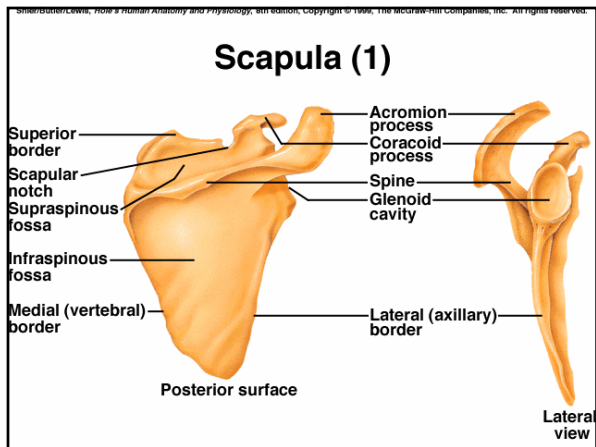 Shier/Butler/Lewis, Hole's Human Anatomy and Physiology, 8th edition, Copyright © 1999, The McGraw-Hill Companies, Inc. All rights reserved.
Scapula (1)
Superior
border
Scapular
notch
Supraspinous
fossa
Infraspinous
fossa
Medial (vertebral)
border
Acromion
process
Coracoid
process
Spine
Glenoid
cavity
Lateral (axillary)
border
Posterior surface
Lateral
view